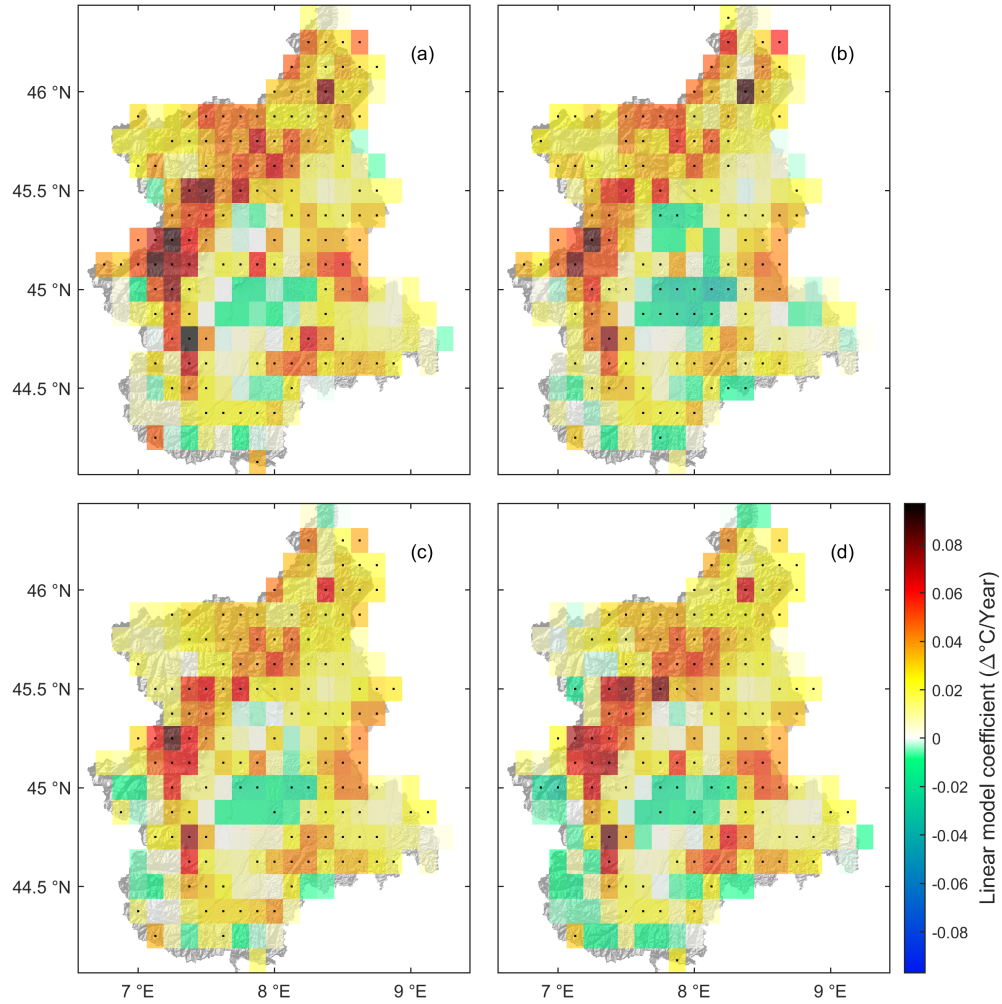 (a)
(b)
46 °N
45.5 °N
45 °N
44.5 °N
(c)
(d)
46 °N
45.5 °N
45 °N
44.5 °N
7 °E
8 °E
9 °E
7 °E
8 °E
9 °E
0.08
0.06
0.04
0.02
0
-0.02
-0.04
-0.06
-0.08
Linear model coefficient (Δ°C/Year)